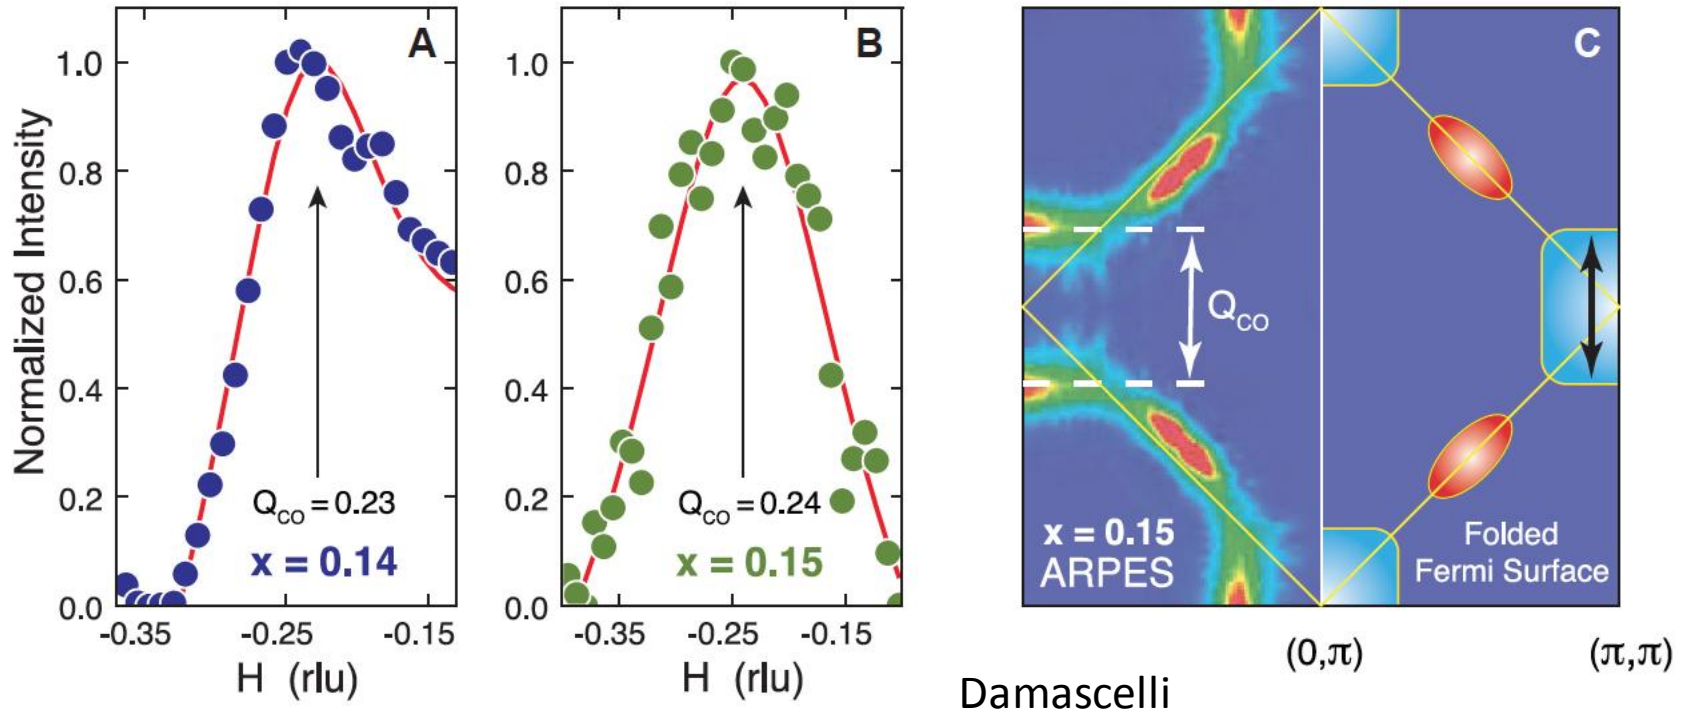 A
B
C
Normalized Intensity
1.0
0.8
0.6
0.4
0.2
0.0
Q_CO = 0.23
x = 0.14
-0.35
-0.25
-0.15
H (rlu)
1.0
0.8
0.6
0.4
0.2
0.0
Q_CO = 0.24
x = 0.15
-0.35
-0.25
-0.15
H (rlu)
Q_CO
x = 0.15
ARPES
Folded
Fermi Surface
(0,π)
(π,π)
Damascelli